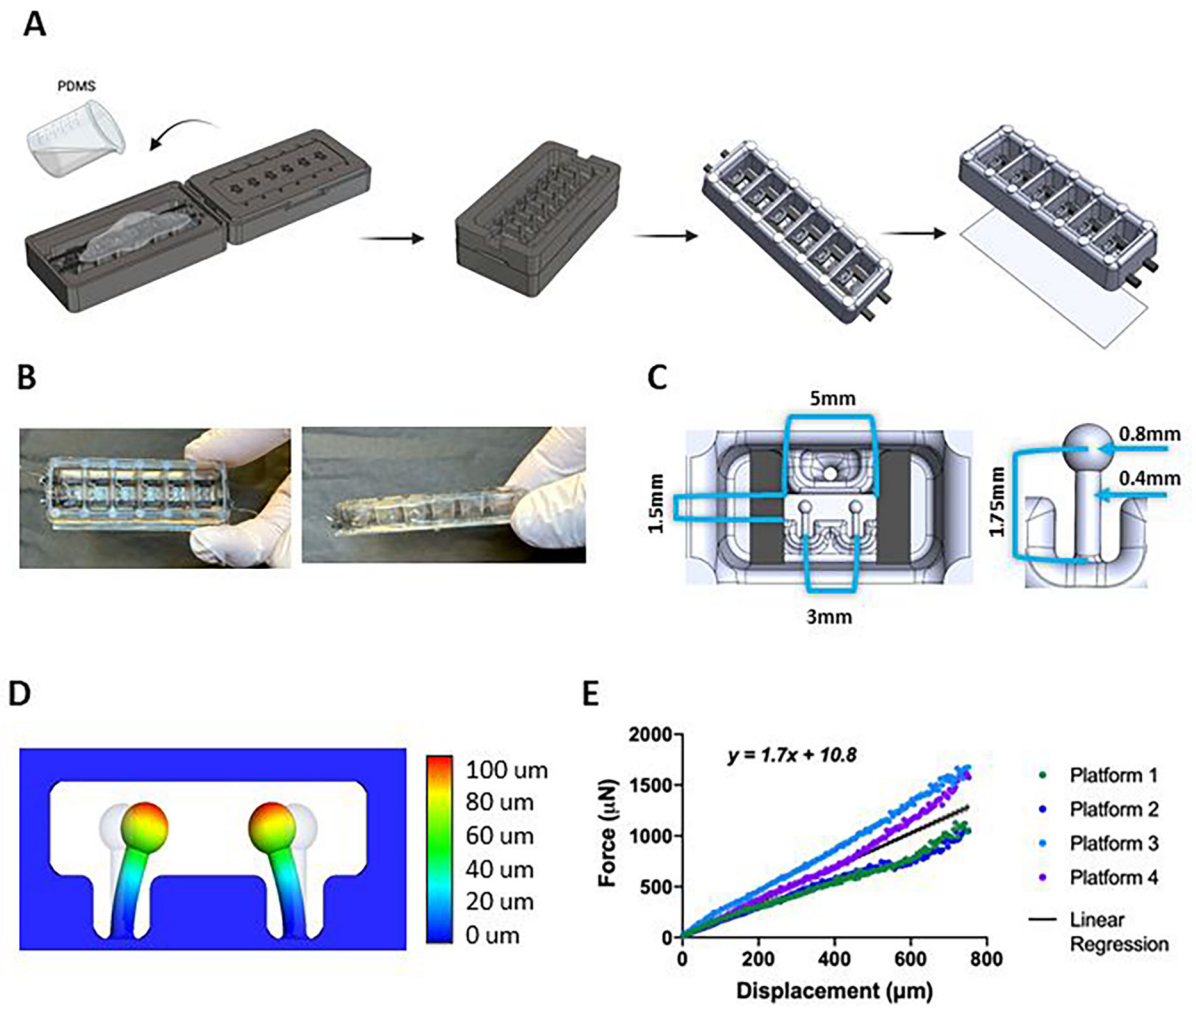 A
PDMS
B
C
5mm
1.5mm
3mm
0.8mm
0.4mm
1.75mm
D
100 um
80 um
60 um
40 um
20 um
0 um
E
y = 1.7x + 10.8
Force (μN)
2000
1500
1000
500
0
0 200 400 600 800
Displacement (μm)
Platform 1
Platform 2
Platform 3
Platform 4
Linear
Regression